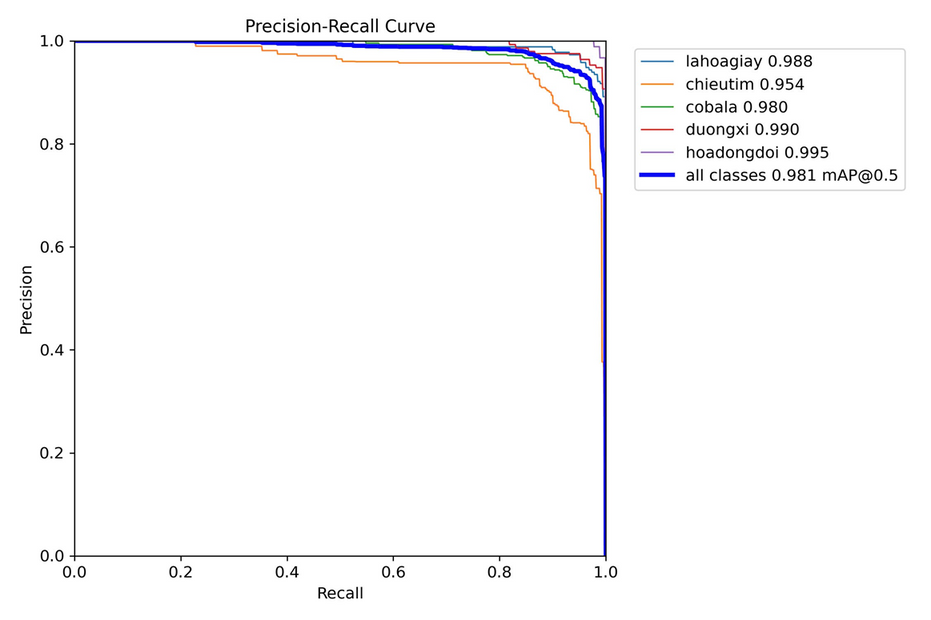 Precision-Recall Curve
1.0
0.8
0.6
0.4
0.2
0.0
Precision
0.0 0.2 0.4 0.6 0.8 1.0
Recall
lahoagiay 0.988
chieutim 0.954
cobala 0.980
duongxi 0.990
hoadongdoi 0.995
all classes 0.981 mAP@0.5